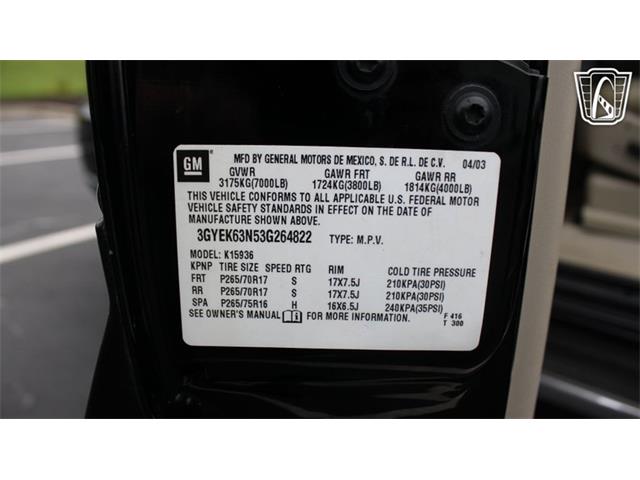 GM
MFD BY GENERAL MOTORS DE MEXICO, S. DE R.L. DE C.V. 04/03
GVWR GAWR FRT GAWR RR
3175KG(7000LB) 1724KG(3800LB) 1814KG(4000LB)
THIS VEHICLE CONFORMS TO ALL APPLICABLE U.S. FEDERAL MOTOR
VEHICLE SAFETY STANDARDS IN EFFECT ON THE DATE OF
MANUFACTURE SHOWN ABOVE.
3GYEK63N53G264822 TYPE: M.P.V.
MODEL: K15936
KPNP TIRE SIZE SPEED RTG RIM COLD TIRE PRESSURE
FRT P265/70R17 S 17X7.5J 210KPA(30PSI)
RR P265/70R17 S 17X7.5J 210KPA(30PSI)
SPA P265/75R16 H 16X6.5J 240KPA(35PSI)
SEE OWNER'S MANUAL FOR MORE INFORMATION.
F 416
T 300